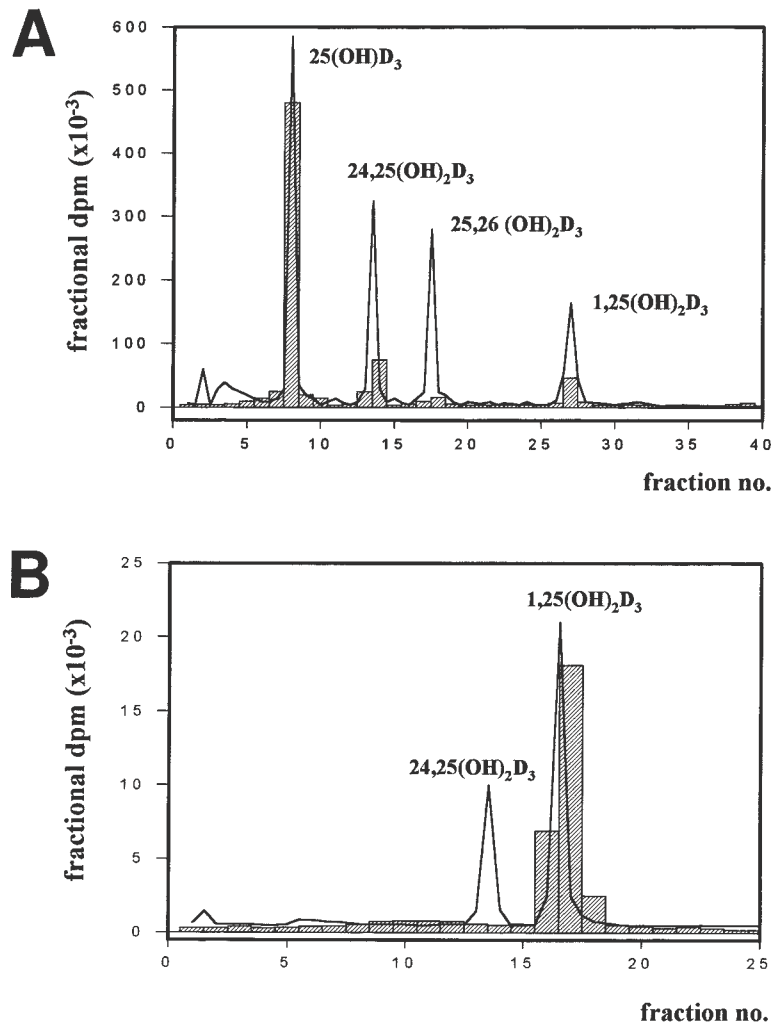 A
fractional dpm (x10⁻³)
600
500
400
300
200
100
0
25(OH)D₃
24,25(OH)₂D₃
25,26 (OH)₂D₃
1,25(OH)₂D₃
0 5 10 15 20 25 30 35 40
fraction no.
B
fractional dpm (x10⁻³)
25
20
15
10
5
0
1,25(OH)₂D₃
24,25(OH)₂D₃
0 5 10 15 20 25
fraction no.